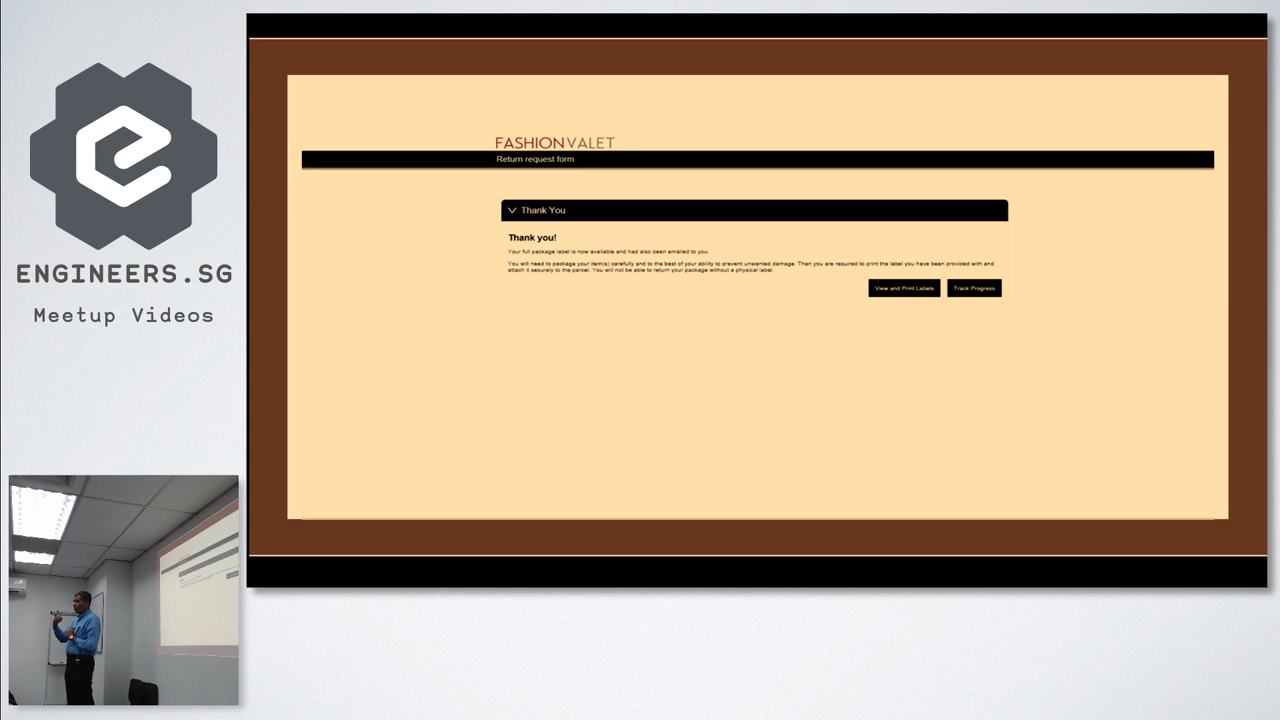 ENGINEERS.SG
Meetup Videos
FASHIONVALET
Return request form
Thank You
Thank you!
Your full package label is now available and had also been emailed to you.
You will need to package your item(s) carefully and to the best of your ability to prevent unwanted damage. Then you are required to print the label you have been provided with and
attach it securely to the parcel. You will not be able to return your package without a physical label.
View and Print Labels
Track Progress